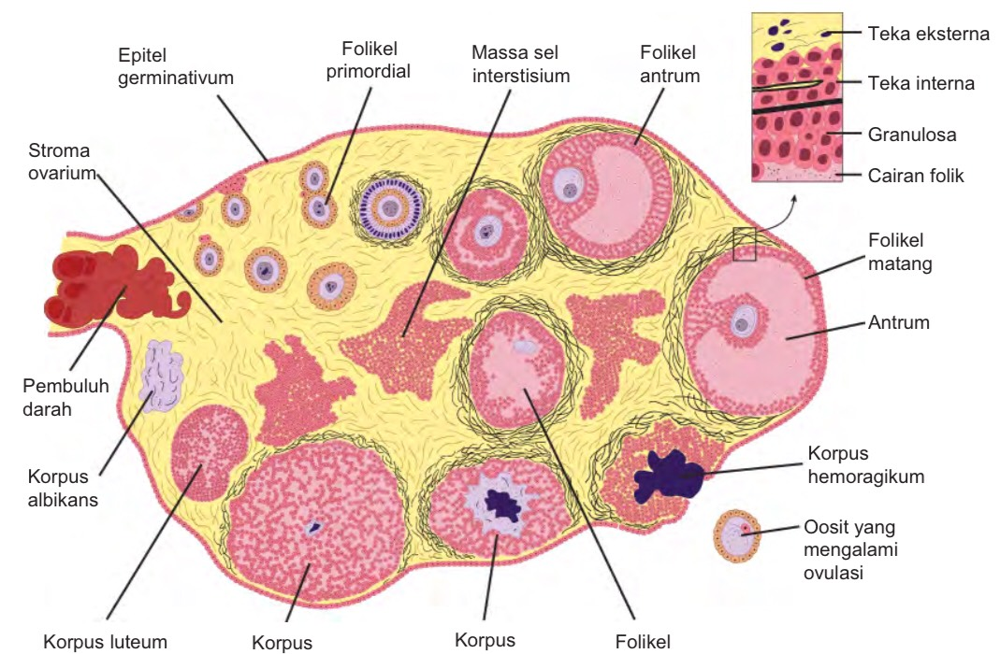 Epitel
germinativum
Folikel
primordial
Massa sel
interstisium
Folikel
antrum
Teka eksterna
Teka interna
Granulosa
Cairan folik
Stroma
ovarium
Folikel
matang
Antrum
Pembuluh
darah
Korpus
albikans
Korpus
hemoragikum
Oosit yang
mengalami
ovulasi
Korpus luteum
Korpus
Korpus
Folikel